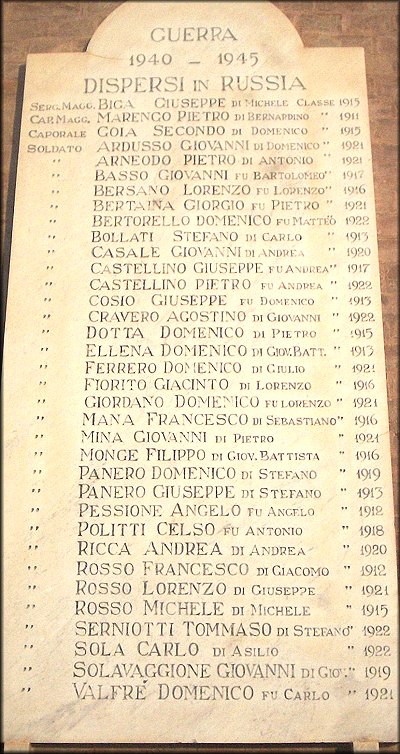 GUERRA
1940 – 1945
DISPERSI IN RUSSIA
SERG. MAGG. BIGA GIUSEPPE DI MICHELE CLASSE 1915
CAP. MAGG. MARENGO PIETRO DI BERNARDINO " 1911
CAPORALE GOIA SECONDO DI DOMENICO " 1915
SOLDATO ARDUSSO GIOVANNI DI DOMENICO " 1921
" ARNEODO PIETRO DI ANTONIO " 1921
" BASSO GIOVANNI FU BARTOLOMEO " 1917
" BERSANO LORENZO FU LORENZO " 1916
" BERTAINA GIORGIO FU PIETRO " 1921
" BERTORELLO DOMENICO FU MATTEO 1922
" BOLLATI STEFANO DI CARLO " 1913
" CASALE GIOVANNI DI ANDREA " 1920
" CASTELLINO GIUSEPPE FU ANDREA " 1917
" CASTELLINO PIETRO FU ANDREA " 1922
" COSIO GIUSEPPE FU DOMENICO " 1913
" CRAVERO AGOSTINO DI GIOVANNI " 1922
" DOTTA DOMENICO DI PIETRO " 1915
" ELLENA DOMENICO DI GIOV. BATT. " 1913
" FERRERO DOMENICO DI GIULIO " 1921
" FIORITO GIACINTO DI LORENZO " 1916
" GIORDANO DOMENICO FU LORENZO " 1921
" MANA FRANCESCO DI SEBASTIANO " 1916
" MINA GIOVANNI DI PIETRO " 1921
" MONGE FILIPPO DI GIOV. BATTISTA " 1916
" PANERO DOMENICO DI STEFANO " 1919
" PANERO GIUSEPPE DI STEFANO " 1913
" PESSIONE ANGELO FU ANGELO " 1912
" POLITTI CELSO FU ANTONIO " 1918
" RICCA ANDREA DI ANDREA " 1920
" ROSSO FRANCESCO DI GIACOMO " 1912
" ROSSO LORENZO DI GIUSEPPE " 1921
" ROSSO MICHELE DI MICHELE " 1915
" SERNIOTTI TOMMASO DI STEFANO " 1922
" SOLA CARLO DI ASILIO " 1922
" SOLAVAGGIONE GIOVANNI DI GIOV. " 1919
" VALFRÉ DOMENICO FU CARLO " 1921